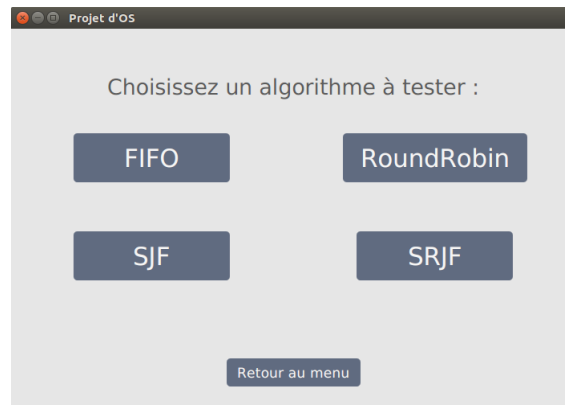 Projet d'OS
Choisissez un algorithme à tester :
FIFO
RoundRobin
SJF
SRJF
Retour au menu